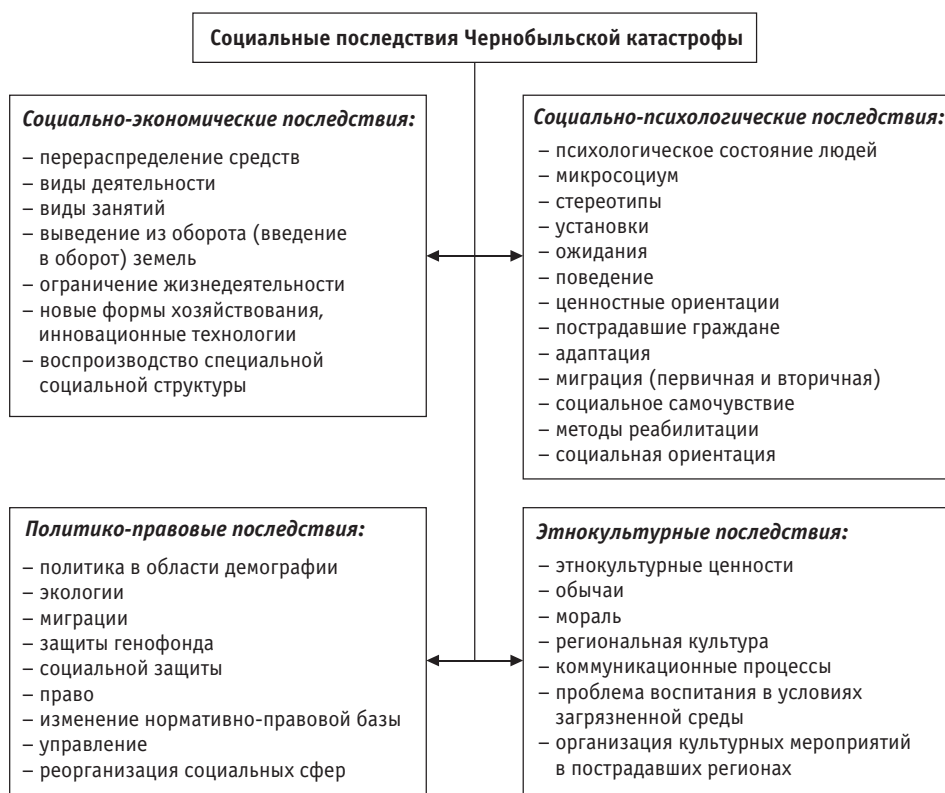 Социальные последствия Чернобыльской катастрофы
Социально-экономические последствия:
– перераспределение средств
– виды деятельности
– виды занятий
– выведение из оборота (введение
в оборот) земель
– ограничение жизнедеятельности
– новые формы хозяйствования,
инновационные технологии
– воспроизводство специальной
социальной структуры
Социально-психологические последствия:
– психологическое состояние людей
– микросоциум
– стереотипы
– установки
– ожидания
– поведение
– ценностные ориентации
– пострадавшие граждане
– адаптация
– миграция (первичная и вторичная)
– социальное самочувствие
– методы реабилитации
– социальная ориентация
Политико-правовые последствия:
– политика в области демографии
– экологии
– миграции
– защиты генофонда
– социальной защиты
– право
– изменение нормативно-правовой базы
– управление
– реорганизация социальных сфер
Этнокультурные последствия:
– этнокультурные ценности
– обычаи
– мораль
– региональная культура
– коммуникационные процессы
– проблема воспитания в условиях
загрязненной среды
– организация культурных мероприятий
в пострадавших регионах